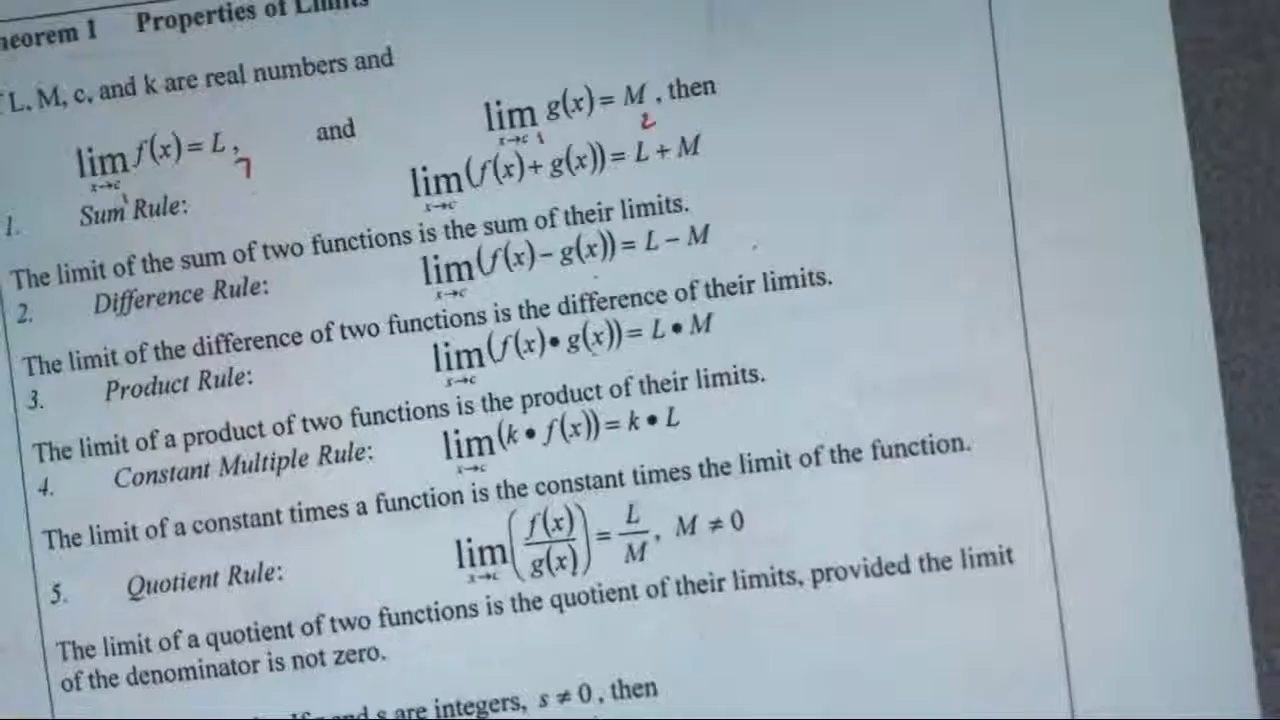 Theorem 1 Properties of Limits
L, M, c, and k are real numbers and
lim f(x) = L, and lim g(x) = M, then
x→c x→c 1
7 2
1. Sum Rule: lim (f(x) + g(x)) = L + M
x→c
The limit of the sum of two functions is the sum of their limits.
2. Difference Rule: lim (f(x) − g(x)) = L − M
x→c
The limit of the difference of two functions is the difference of their limits.
3. Product Rule: lim (f(x) • g(x)) = L • M
x→c
The limit of a product of two functions is the product of their limits.
4. Constant Multiple Rule: lim (k • f(x)) = k • L
x→c
The limit of a constant times a function is the constant times the limit of the function.
5. Quotient Rule: lim (f(x)/g(x)) = L/M, M ≠ 0
x→c
The limit of a quotient of two functions is the quotient of their limits, provided the limit
of the denominator is not zero.
and s are integers, s ≠ 0, then